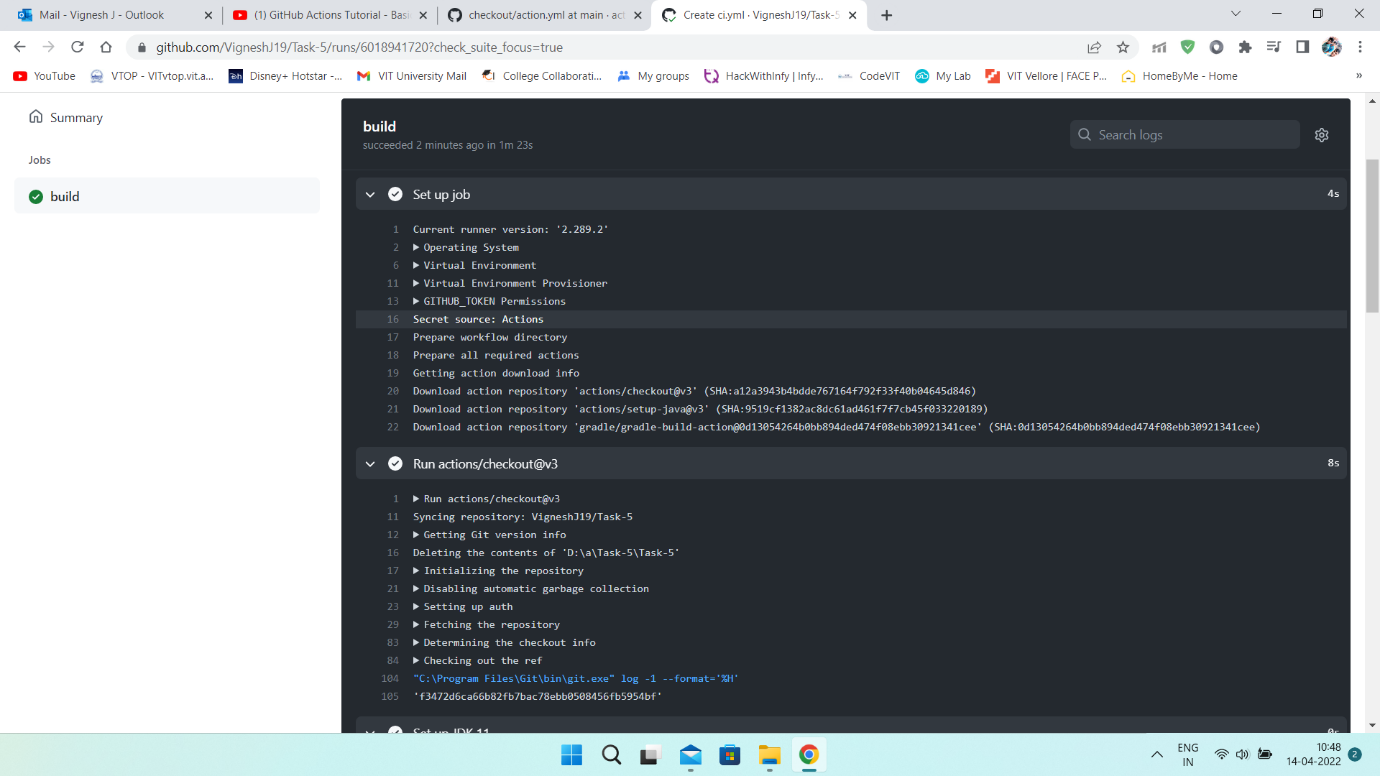 Mail - Vignesh J - Outlook
(1) GitHub Actions Tutorial - Basi
checkout/action.yml at main · act
Create ci.yml · VigneshJ19/Task-5
github.com/VigneshJ19/Task-5/runs/6018941720?check_suite_focus=true
YouTube
VTOP - VITvtop.vit.a...
Disney+ Hotstar -...
VIT University Mail
College Collaborati...
My groups
HackWithInfy | Infy...
CodeVIT
My Lab
VIT Vellore | FACE P...
HomeByMe - Home
»
Summary
Jobs
build
build
succeeded 2 minutes ago in 1m 23s
Search logs
Set up job 4s
1 Current runner version: '2.289.2'
2 Operating System
6 Virtual Environment
11 Virtual Environment Provisioner
13 GITHUB_TOKEN Permissions
16 Secret source: Actions
17 Prepare workflow directory
18 Prepare all required actions
19 Getting action download info
20 Download action repository 'actions/checkout@v3' (SHA:a12a3943b4bdde767164f792f33f40b04645d846)
21 Download action repository 'actions/setup-java@v3' (SHA:9519cf1382ac8dc61ad461f7f7cb45f033220189)
22 Download action repository 'gradle/gradle-build-action@0d13054264b0bb894ded474f08ebb30921341cee' (SHA:0d13054264b0bb894ded474f08ebb30921341cee)
Run actions/checkout@v3 8s
1 Run actions/checkout@v3
11 Syncing repository: VigneshJ19/Task-5
12 Getting Git version info
16 Deleting the contents of 'D:\a\Task-5\Task-5'
17 Initializing the repository
21 Disabling automatic garbage collection
23 Setting up auth
29 Fetching the repository
83 Determining the checkout info
84 Checking out the ref
104 "C:\Program Files\Git\bin\git.exe" log -1 --format='%H'
105 'f3472d6ca66b82fb7bac78ebb0508456fb5954bf'
Set up JDK 11 0s
ENG
IN
10:48
14-04-2022
2